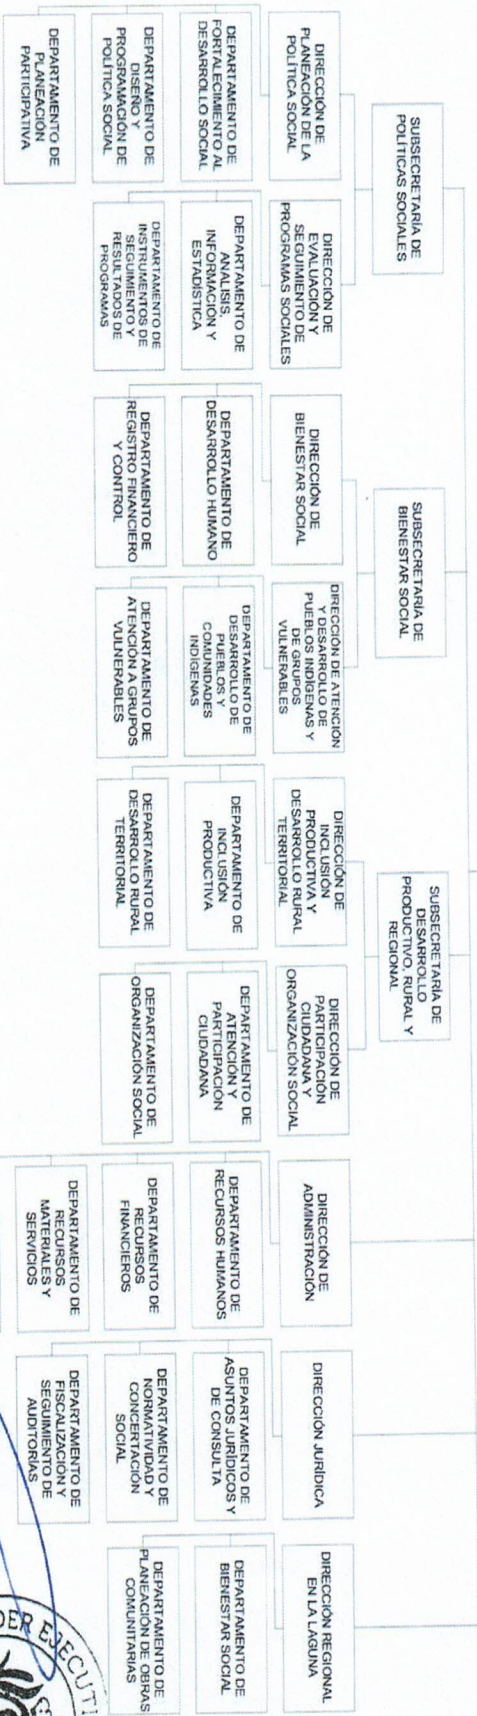 SUBSECRETARÍA DE
POLÍTICAS SOCIALES
DIRECCIÓN DE
PLANEACIÓN DE LA
POLÍTICA SOCIAL
DEPARTAMENTO DE
FORTALECIMIENTO AL
DESARROLLO SOCIAL
DEPARTAMENTO DE
DISEÑO Y
PROGRAMACIÓN DE
POLÍTICA SOCIAL
DEPARTAMENTO DE
PLANEACIÓN
PARTICIPATIVA
DIRECCIÓN DE
EVALUACIÓN Y
SEGUIMIENTO DE
PROGRAMAS SOCIALES
DEPARTAMENTO DE
ANALISIS,
INFORMACIÓN Y
ESTADÍSTICA
DEPARTAMENTO DE
INSTRUMENTOS DE
SEGUIMIENTO Y
RESULTADOS DE
PROGRAMAS
SUBSECRETARÍA DE
BIENESTAR SOCIAL
DIRECCIÓN DE
BIENESTAR SOCIAL
DEPARTAMENTO DE
DESARROLLO HUMANO
DEPARTAMENTO DE
REGISTRO FINANCIERO
Y CONTROL
DIRECCIÓN DE ATENCIÓN
Y DESARROLLO DE
PUEBLOS INDÍGENAS Y
DE GRUPOS
VULNERABLES
DEPARTAMENTO DE
DESARROLLO DE
PUEBLOS Y
COMUNIDADES
INDÍGENAS
DEPARTAMENTO DE
ATENCIÓN A GRUPOS
VULNERABLES
SUBSECRETARÍA DE
DESARROLLO
PRODUCTIVO, RURAL Y
REGIONAL
DIRECCIÓN DE
INCLUSIÓN
PRODUCTIVA Y
DESARROLLO RURAL
TERRITORIAL
DEPARTAMENTO DE
INCLUSIÓN
PRODUCTIVA
DEPARTAMENTO DE
DESARROLLO RURAL
TERRITORIAL
DIRECCIÓN DE
PARTICIPACIÓN
CIUDADANA Y
ORGANIZACIÓN SOCIAL
DEPARTAMENTO DE
ATENCIÓN Y
PARTICIPACIÓN
CIUDADANA
DEPARTAMENTO DE
ORGANIZACIÓN SOCIAL
DIRECCIÓN DE
ADMINISTRACIÓN
DEPARTAMENTO DE
RECURSOS HUMANOS
DEPARTAMENTO DE
RECURSOS
FINANCIEROS
DEPARTAMENTO DE
RECURSOS
MATERIALES Y
SERVICIOS
DIRECCIÓN JURÍDICA
DEPARTAMENTO DE
ASUNTOS JURÍDICOS Y
DE CONSULTA
DEPARTAMENTO DE
NORMATIVIDAD Y
CONCERTACIÓN
SOCIAL
DEPARTAMENTO DE
FISCALIZACIÓN Y
SEGUIMIENTO DE
AUDITORÍAS
DIRECCIÓN REGIONAL
EN LA LAGUNA
DEPARTAMENTO DE
BIENESTAR SOCIAL
DEPARTAMENTO DE
PLANEACIÓN DE OBRAS
COMUNITARIAS
DER EJECUTI